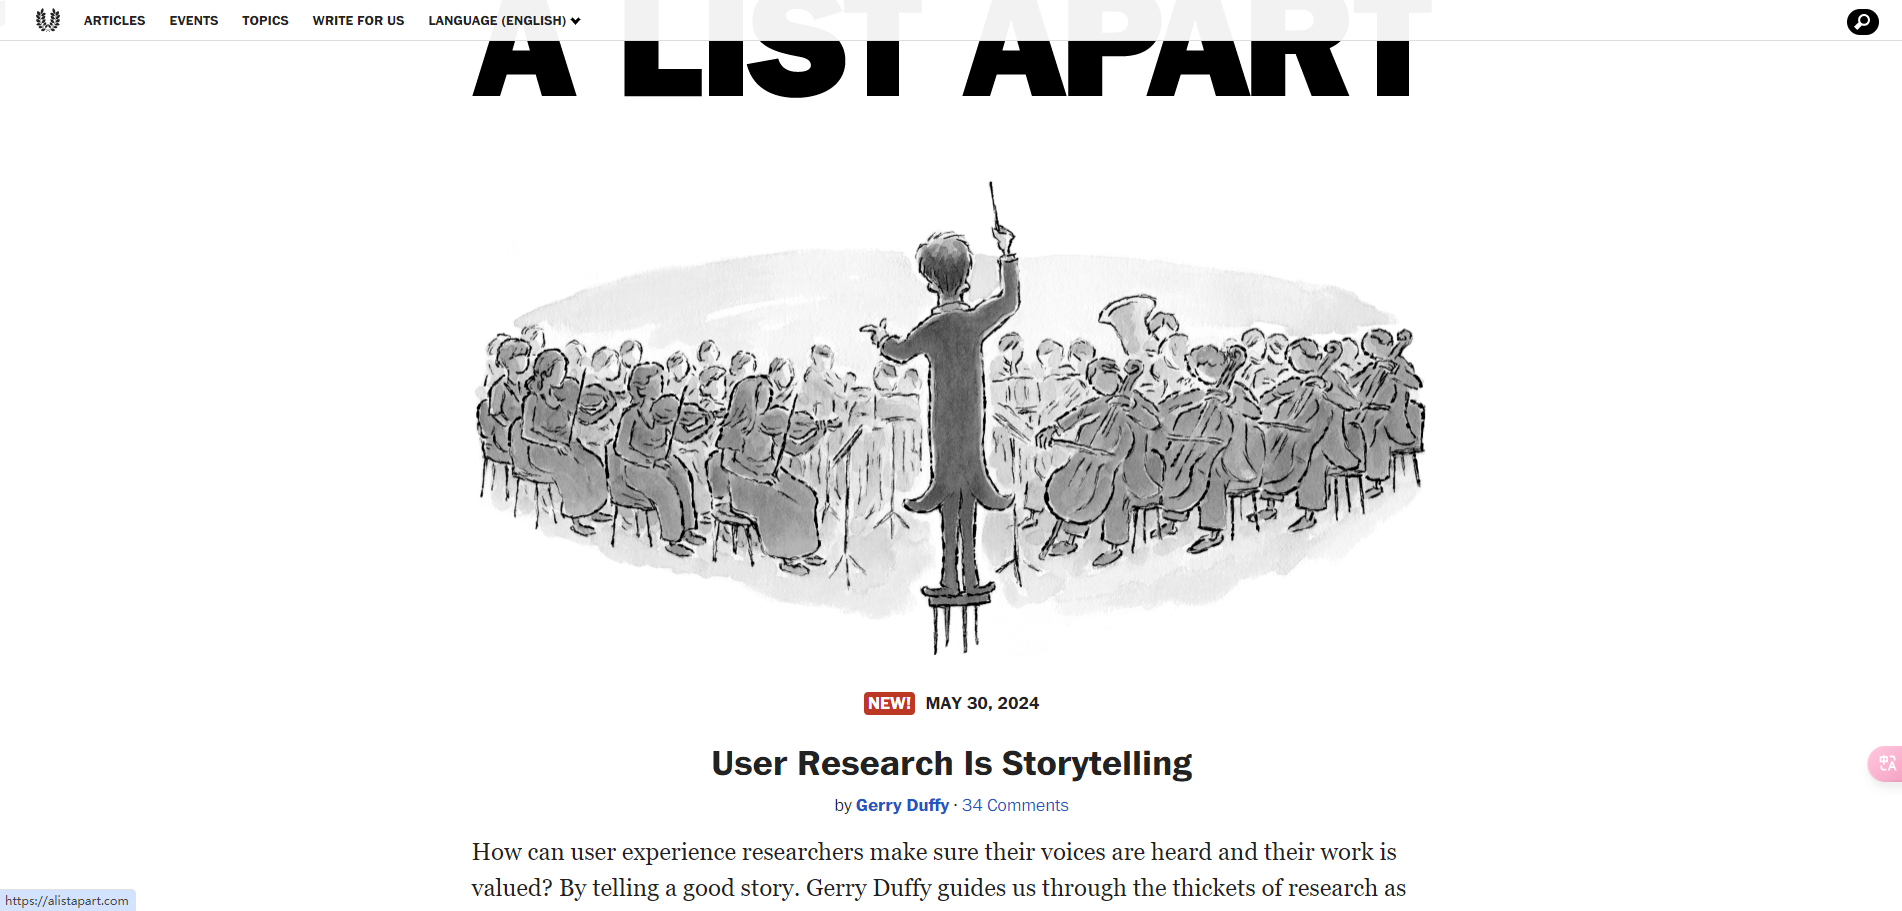 ARTICLES EVENTS TOPICS WRITE FOR US LANGUAGE (ENGLISH)
A LIST APART
NEW! MAY 30, 2024
User Research Is Storytelling
by Gerry Duffy · 34 Comments
How can user experience researchers make sure their voices are heard and their work is
valued? By telling a good story. Gerry Duffy guides us through the thickets of research as
https://alistapart.com
中A